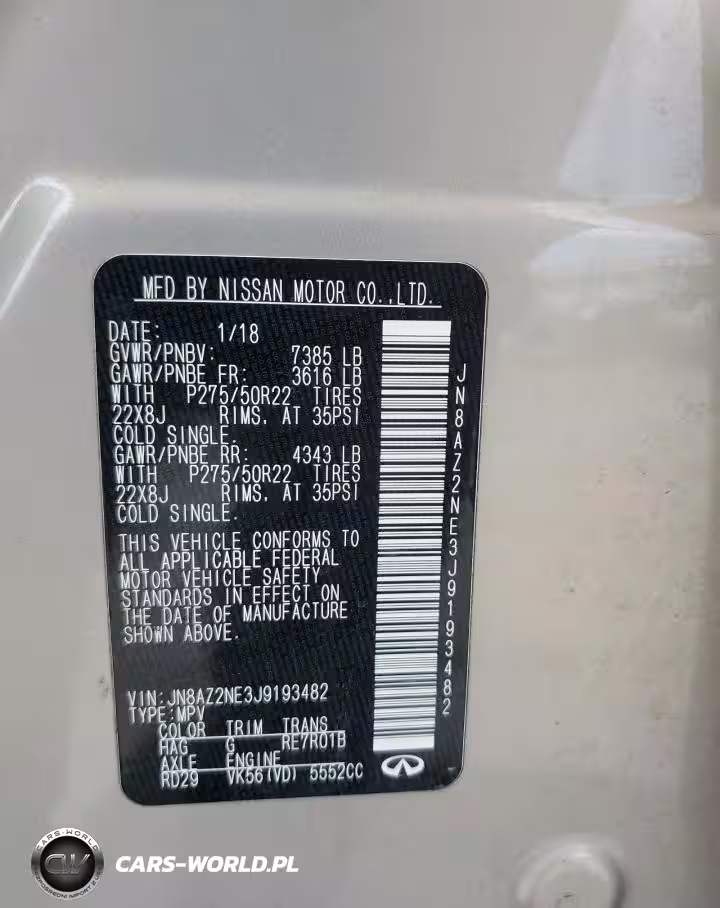 MFD BY NISSAN MOTOR CO.,LTD.
DATE: 1/18
GVWR/PNBV: 7385 LB
GAWR/PNBE FR: 3616 LB
WITH P275/50R22 TIRES
22X8J RIMS. AT 35PSI
COLD SINGLE.
GAWR/PNBE RR: 4343 LB
WITH P275/50R22 TIRES
22X8J RIMS. AT 35PSI
COLD SINGLE.
THIS VEHICLE CONFORMS TO
ALL APPLICABLE FEDERAL
MOTOR VEHICLE SAFETY
STANDARDS IN EFFECT ON
THE DATE OF MANUFACTURE
SHOWN ABOVE.
VIN: JN8AZ2NE3J9193482
TYPE: MPV
COLOR TRIM TRANS
HAG G RE7R01B
AXLE ENGINE
RD29 VK56(VD) 5552CC
JN8AZ2NE3J9193482
CARS-WORLD
CW
CARS-WORLD.PL